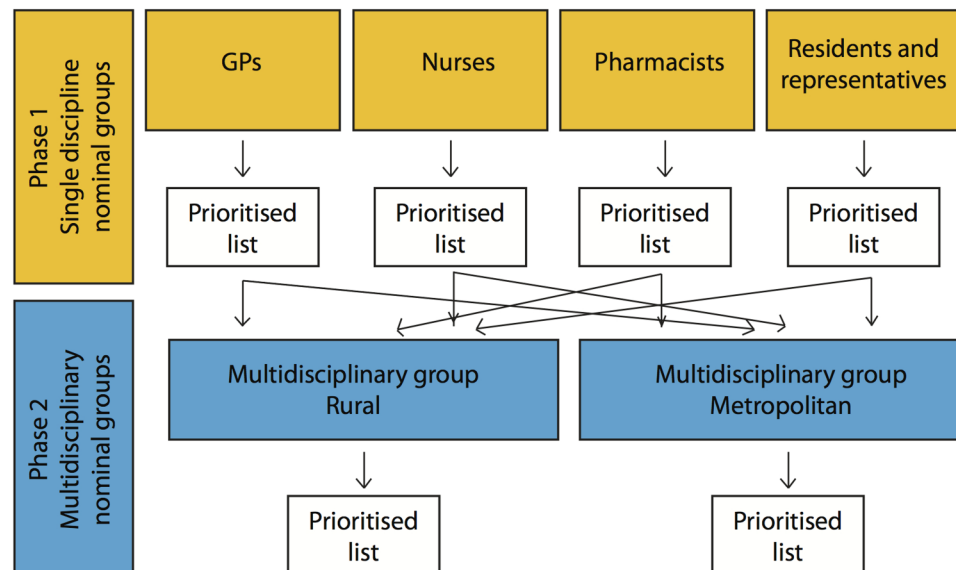 Phase 1
Single discipline
nominal groups
GPs
Nurses
Pharmacists
Residents and
representatives
Prioritised
list
Prioritised
list
Prioritised
list
Prioritised
list
Phase 2
Multidisciplinary
nominal groups
Multidisciplinary group
Rural
Multidisciplinary group
Metropolitan
Prioritised
list
Prioritised
list